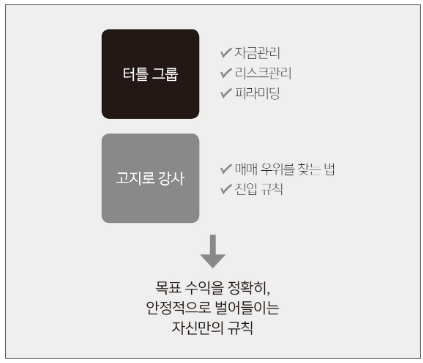 터틀 그룹
✓ 자금관리
✓ 리스크관리
✓ 피라미딩
고지로 강사
✓ 매매 우위를 찾는 법
✓ 진입 규칙
목표 수익을 정확히,
안정적으로 벌어들이는
자신만의 규칙